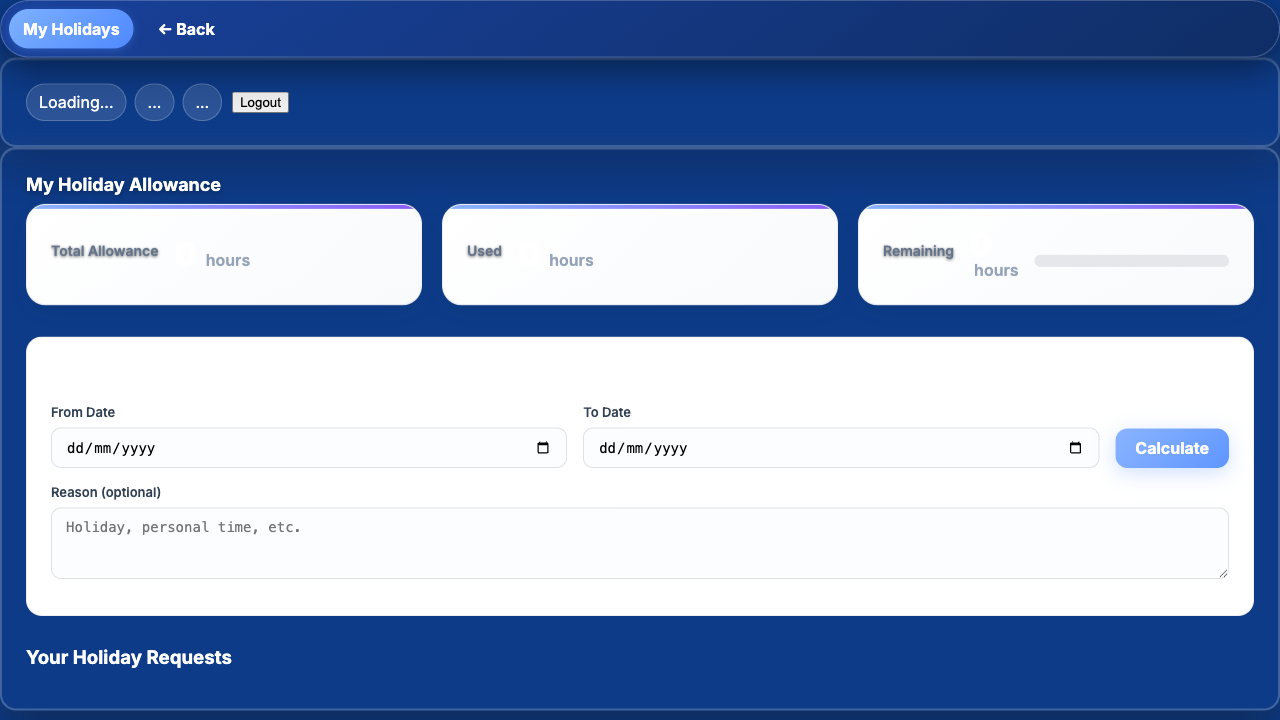 My Holidays
← Back
Loading...
...
...
Logout
My Holiday Allowance
Total Allowance
hours
Used
hours
Remaining
hours
From Date
To Date
dd/mm/yyyy
dd/mm/yyyy
Calculate
Reason (optional)
Holiday, personal time, etc.
Your Holiday Requests